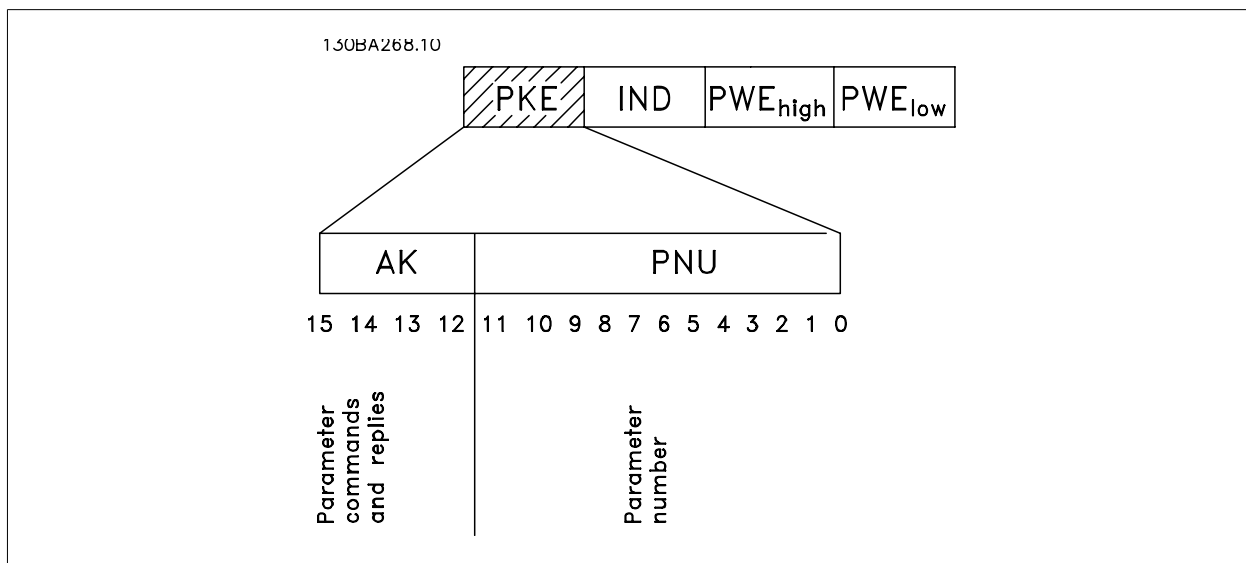 130BA268.10
PKE IND PWEhigh PWElow
AK PNU
15 14 13 12 11 10 9 8 7 6 5 4 3 2 1 0
Parameter
commands
and replies
Parameter
number